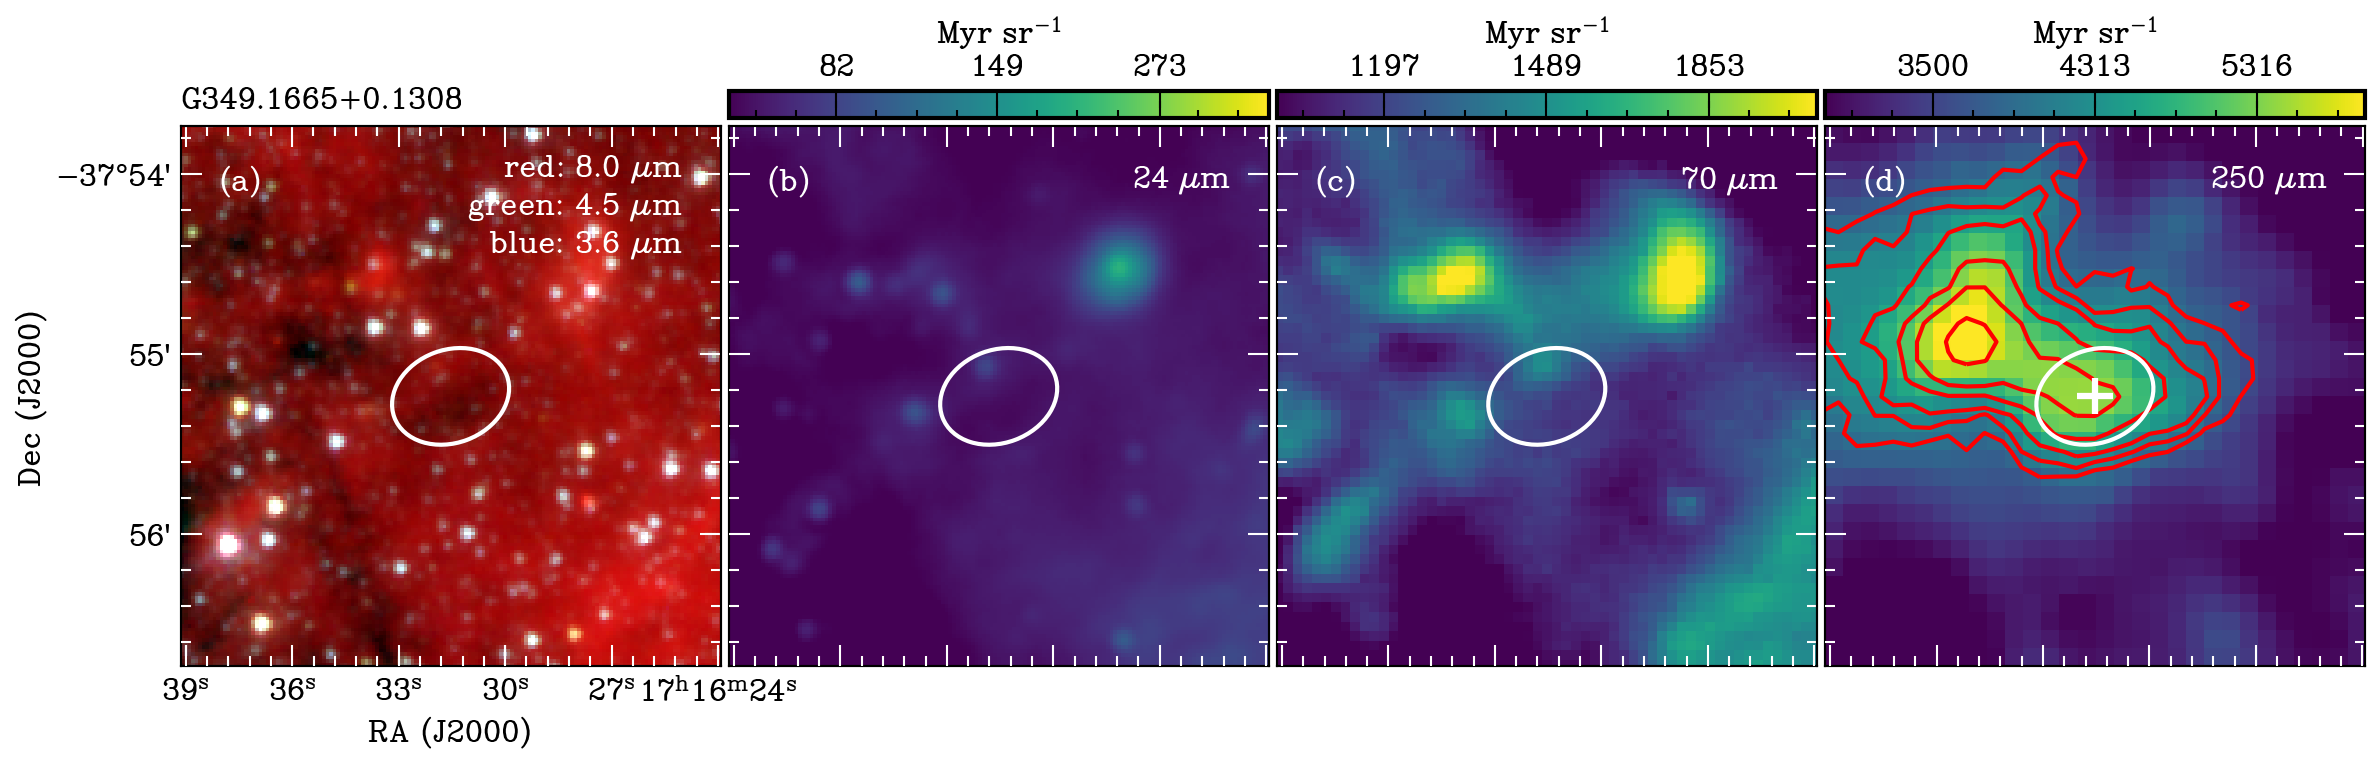 Myr sr⁻¹
82 149 273
Myr sr⁻¹
1197 1489 1853
Myr sr⁻¹
3500 4313 5316
G349.1665+0.1308
(a)
red: 8.0 μm
green: 4.5 μm
blue: 3.6 μm
(b)
24 μm
(c)
70 μm
(d)
250 μm
−37°54'
55'
56'
Dec (J2000)
39ˢ 36ˢ 33ˢ 30ˢ 27ˢ 17ʰ16ᵐ24ˢ
RA (J2000)